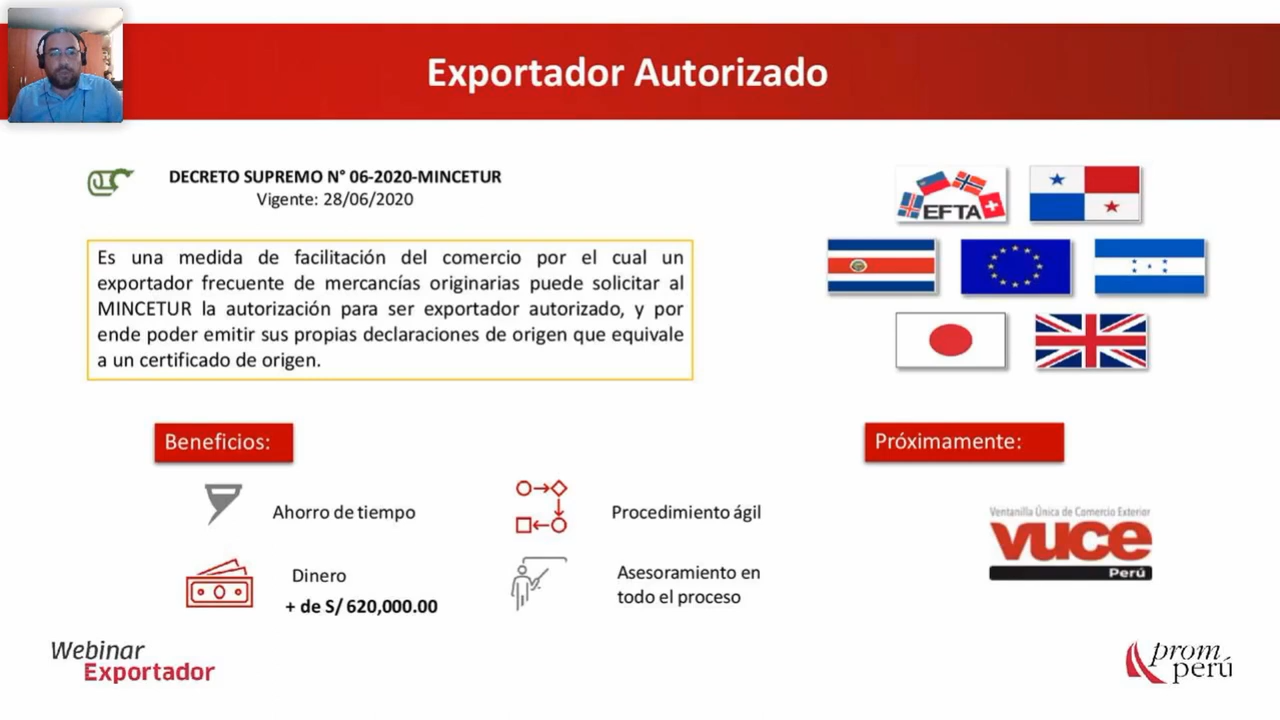 Exportador Autorizado
DECRETO SUPREMO N° 06-2020-MINCETUR
Vigente: 28/06/2020
EFTA
Es una medida de facilitación del comercio por el cual un
exportador frecuente de mercancías originarias puede solicitar al
MINCETUR la autorización para ser exportador autorizado, y por
ende poder emitir sus propias declaraciones de origen que equivale
a un certificado de origen.
Beneficios:
Próximamente:
Ahorro de tiempo
Procedimiento ágil
Dinero
+ de S/ 620,000.00
Asesoramiento en
todo el proceso
Ventanilla Única de Comercio Exterior
vuce
Perú
Webinar
Exportador
prom
perú